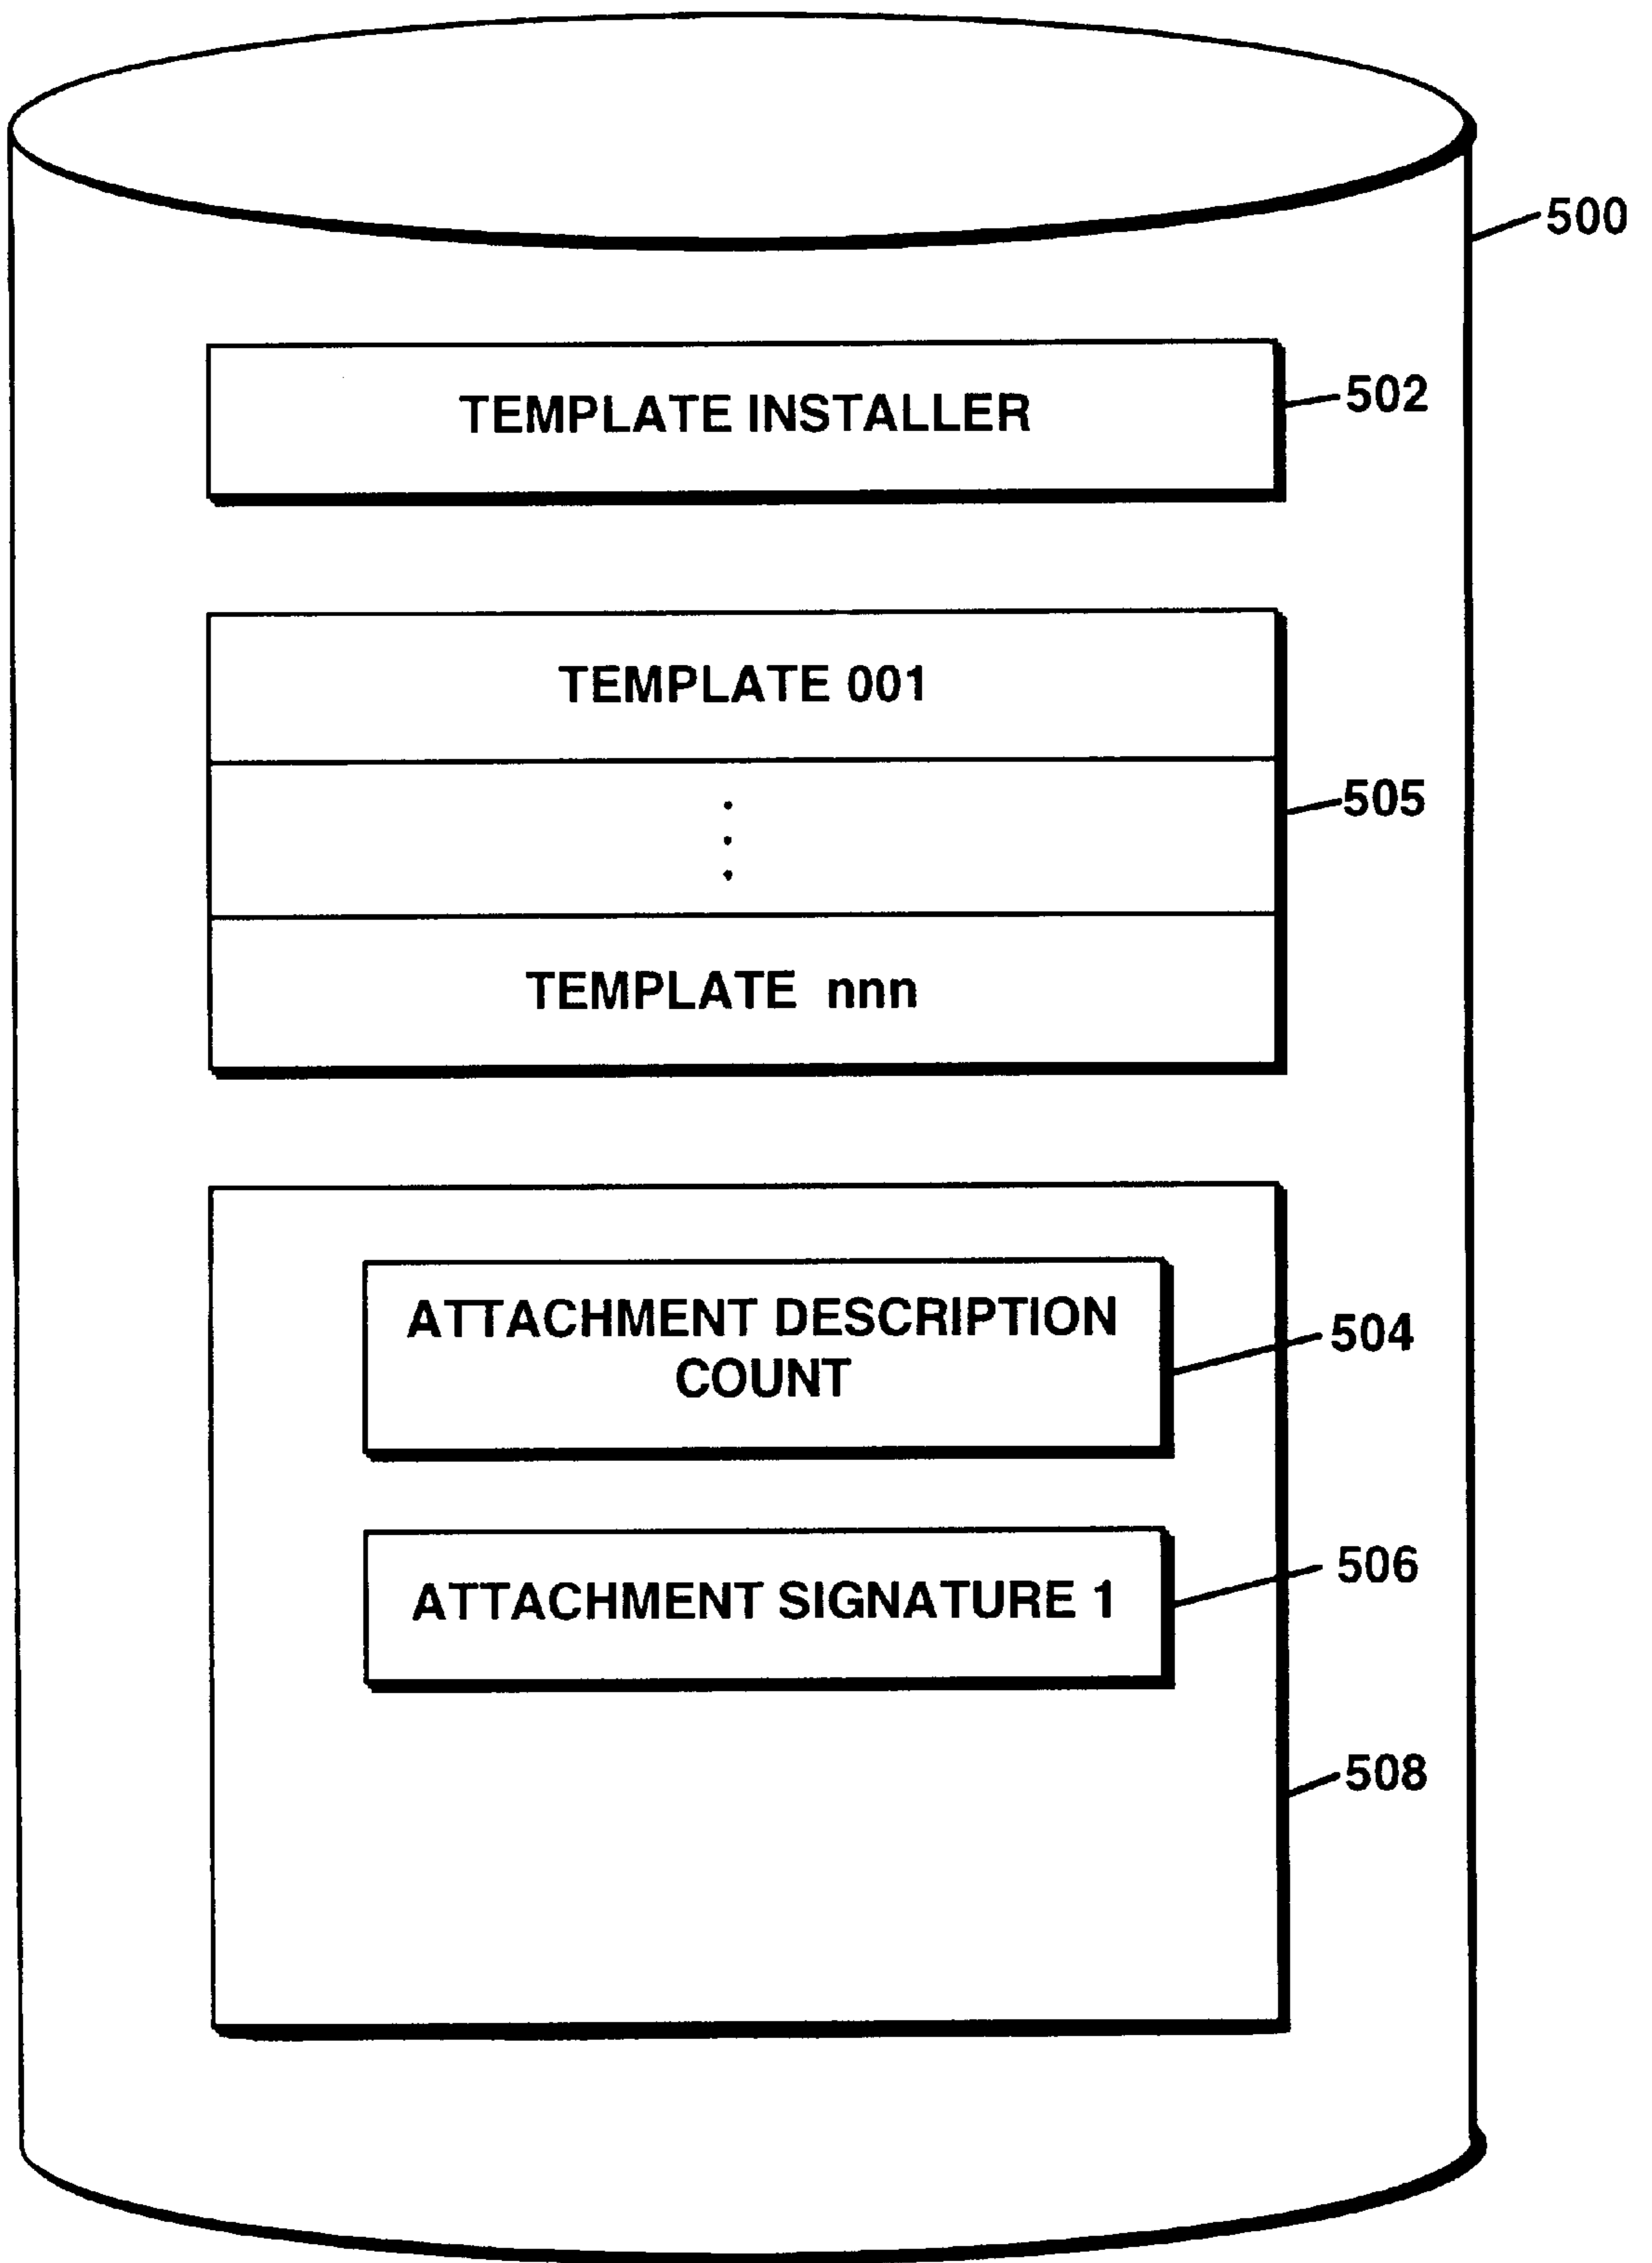 500
TEMPLATE INSTALLER
502
TEMPLATE 001
505
TEMPLATE nnn
ATTACHMENT DESCRIPTION
COUNT
504
ATTACHMENT SIGNATURE 1
506
508